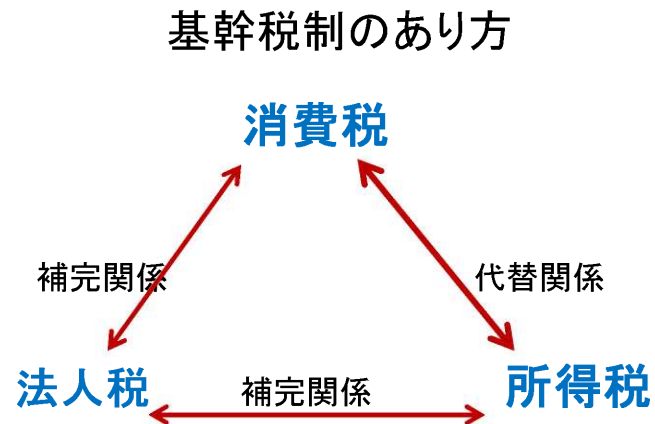 基幹税制のあり方
消費税
補完関係
代替関係
法人税
補完関係
所得税